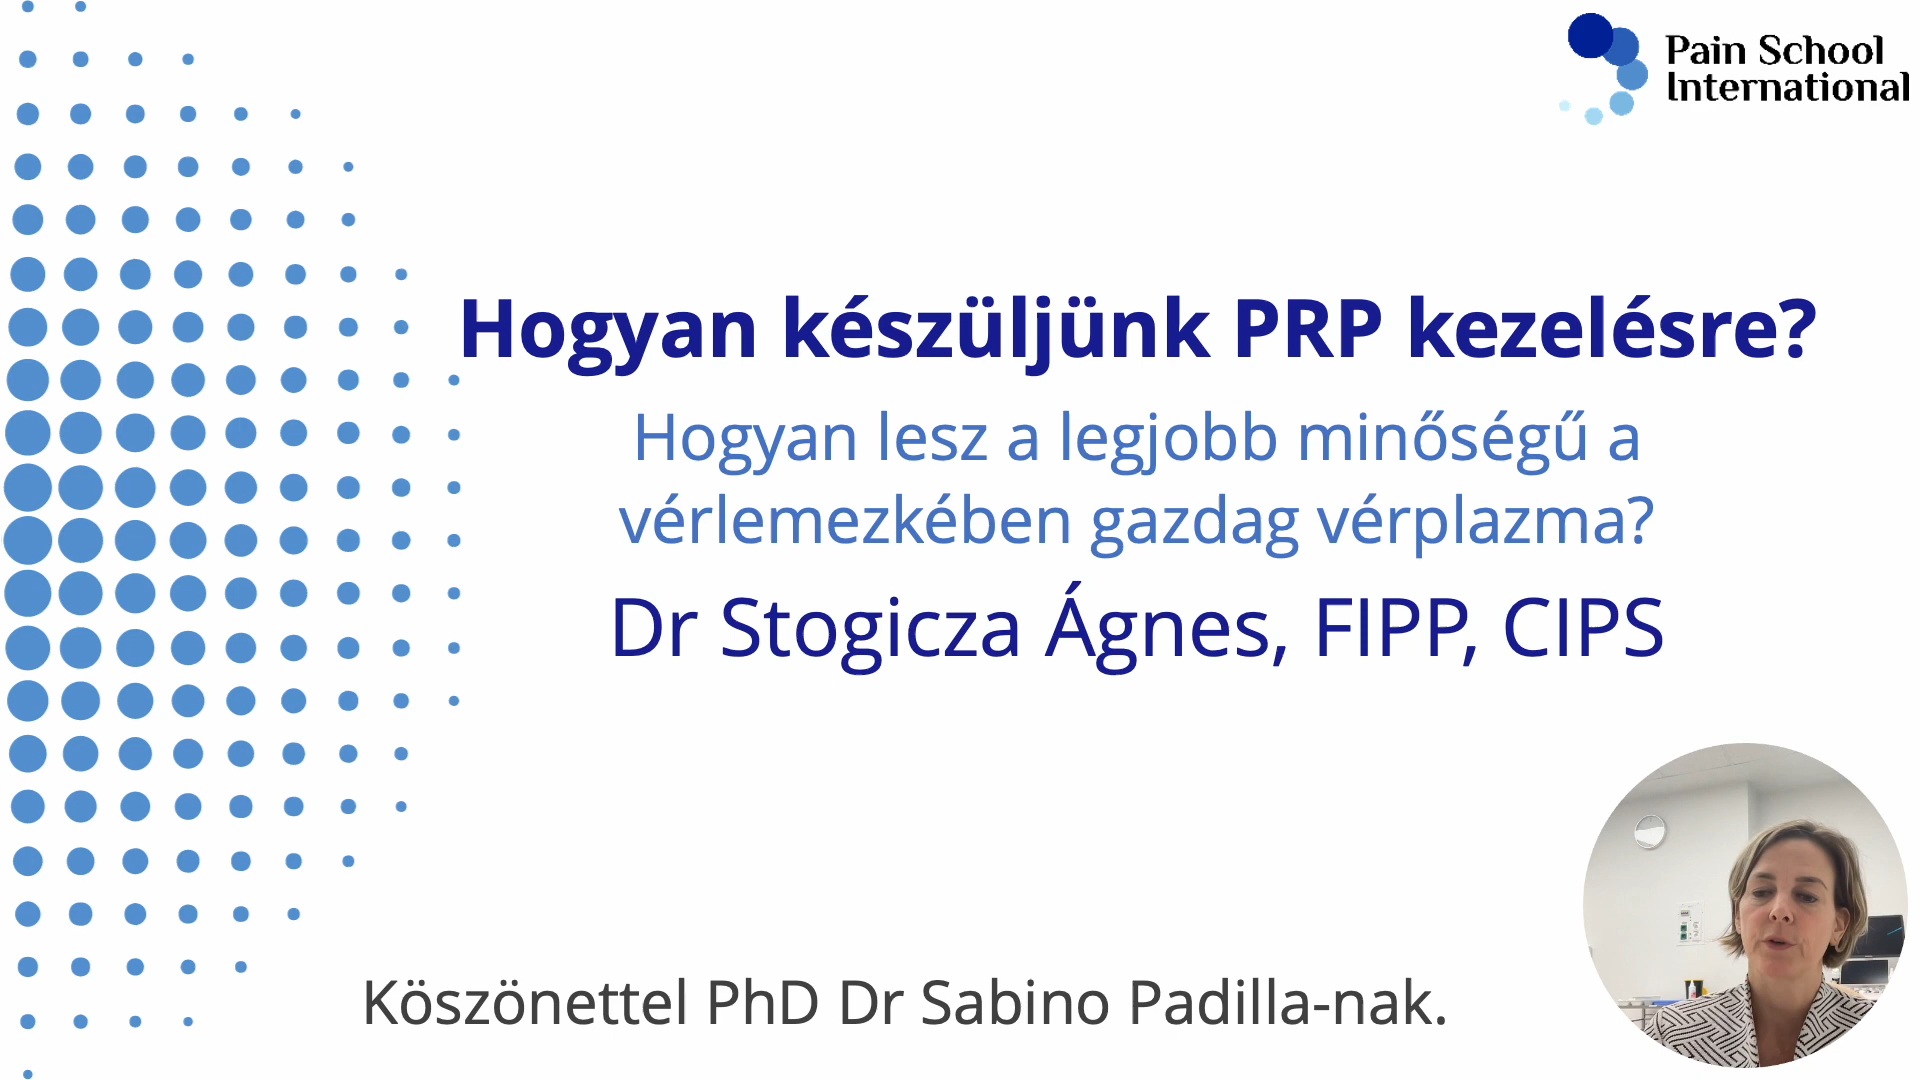 Pain School
International
Hogyan készüljünk PRP kezelésre?
Hogyan lesz a legjobb minőségű a
vérlemezkében gazdag vérplazma?
Dr Stogicza Ágnes, FIPP, CIPS
Köszönettel PhD Dr Sabino Padilla-nak.